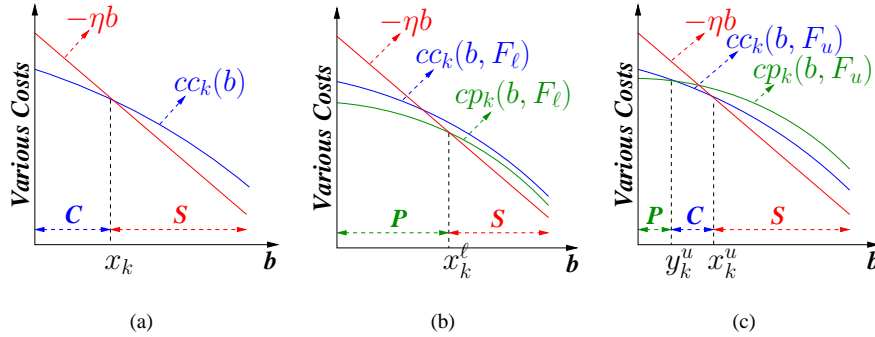 Various Costs
−ηb
cc_k(b)
C
S
x_k
b
(a)
Various Costs
−ηb
cc_k(b, F_ℓ)
cp_k(b, F_ℓ)
P
S
x_k^ℓ
b
(b)
Various Costs
−ηb
cc_k(b, F_u)
cp_k(b, F_u)
P
C
S
y_k^u
x_k^u
b
(c)